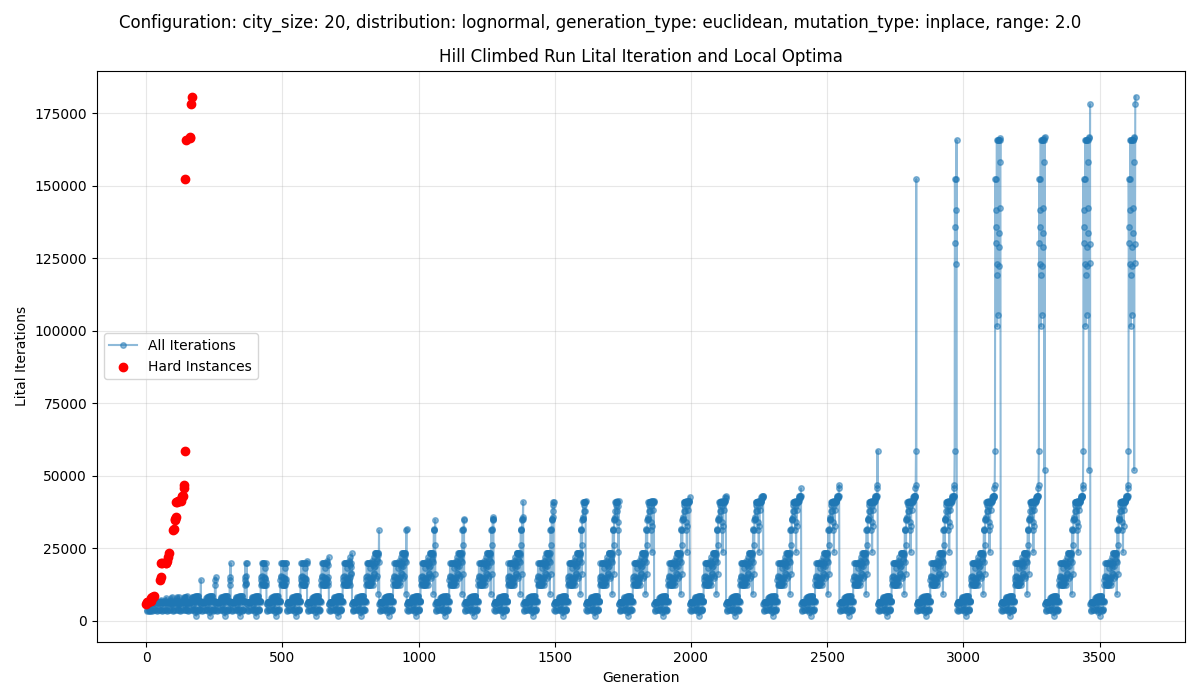 Configuration: city_size: 20, distribution: lognormal, generation_type: euclidean, mutation_type: inplace, range: 2.0
Hill Climbed Run Lital Iteration and Local Optima
175000
150000
125000
100000
75000
50000
25000
0
Lital Iterations
All Iterations
Hard Instances
0
500
1000
1500
2000
2500
3000
3500
Generation